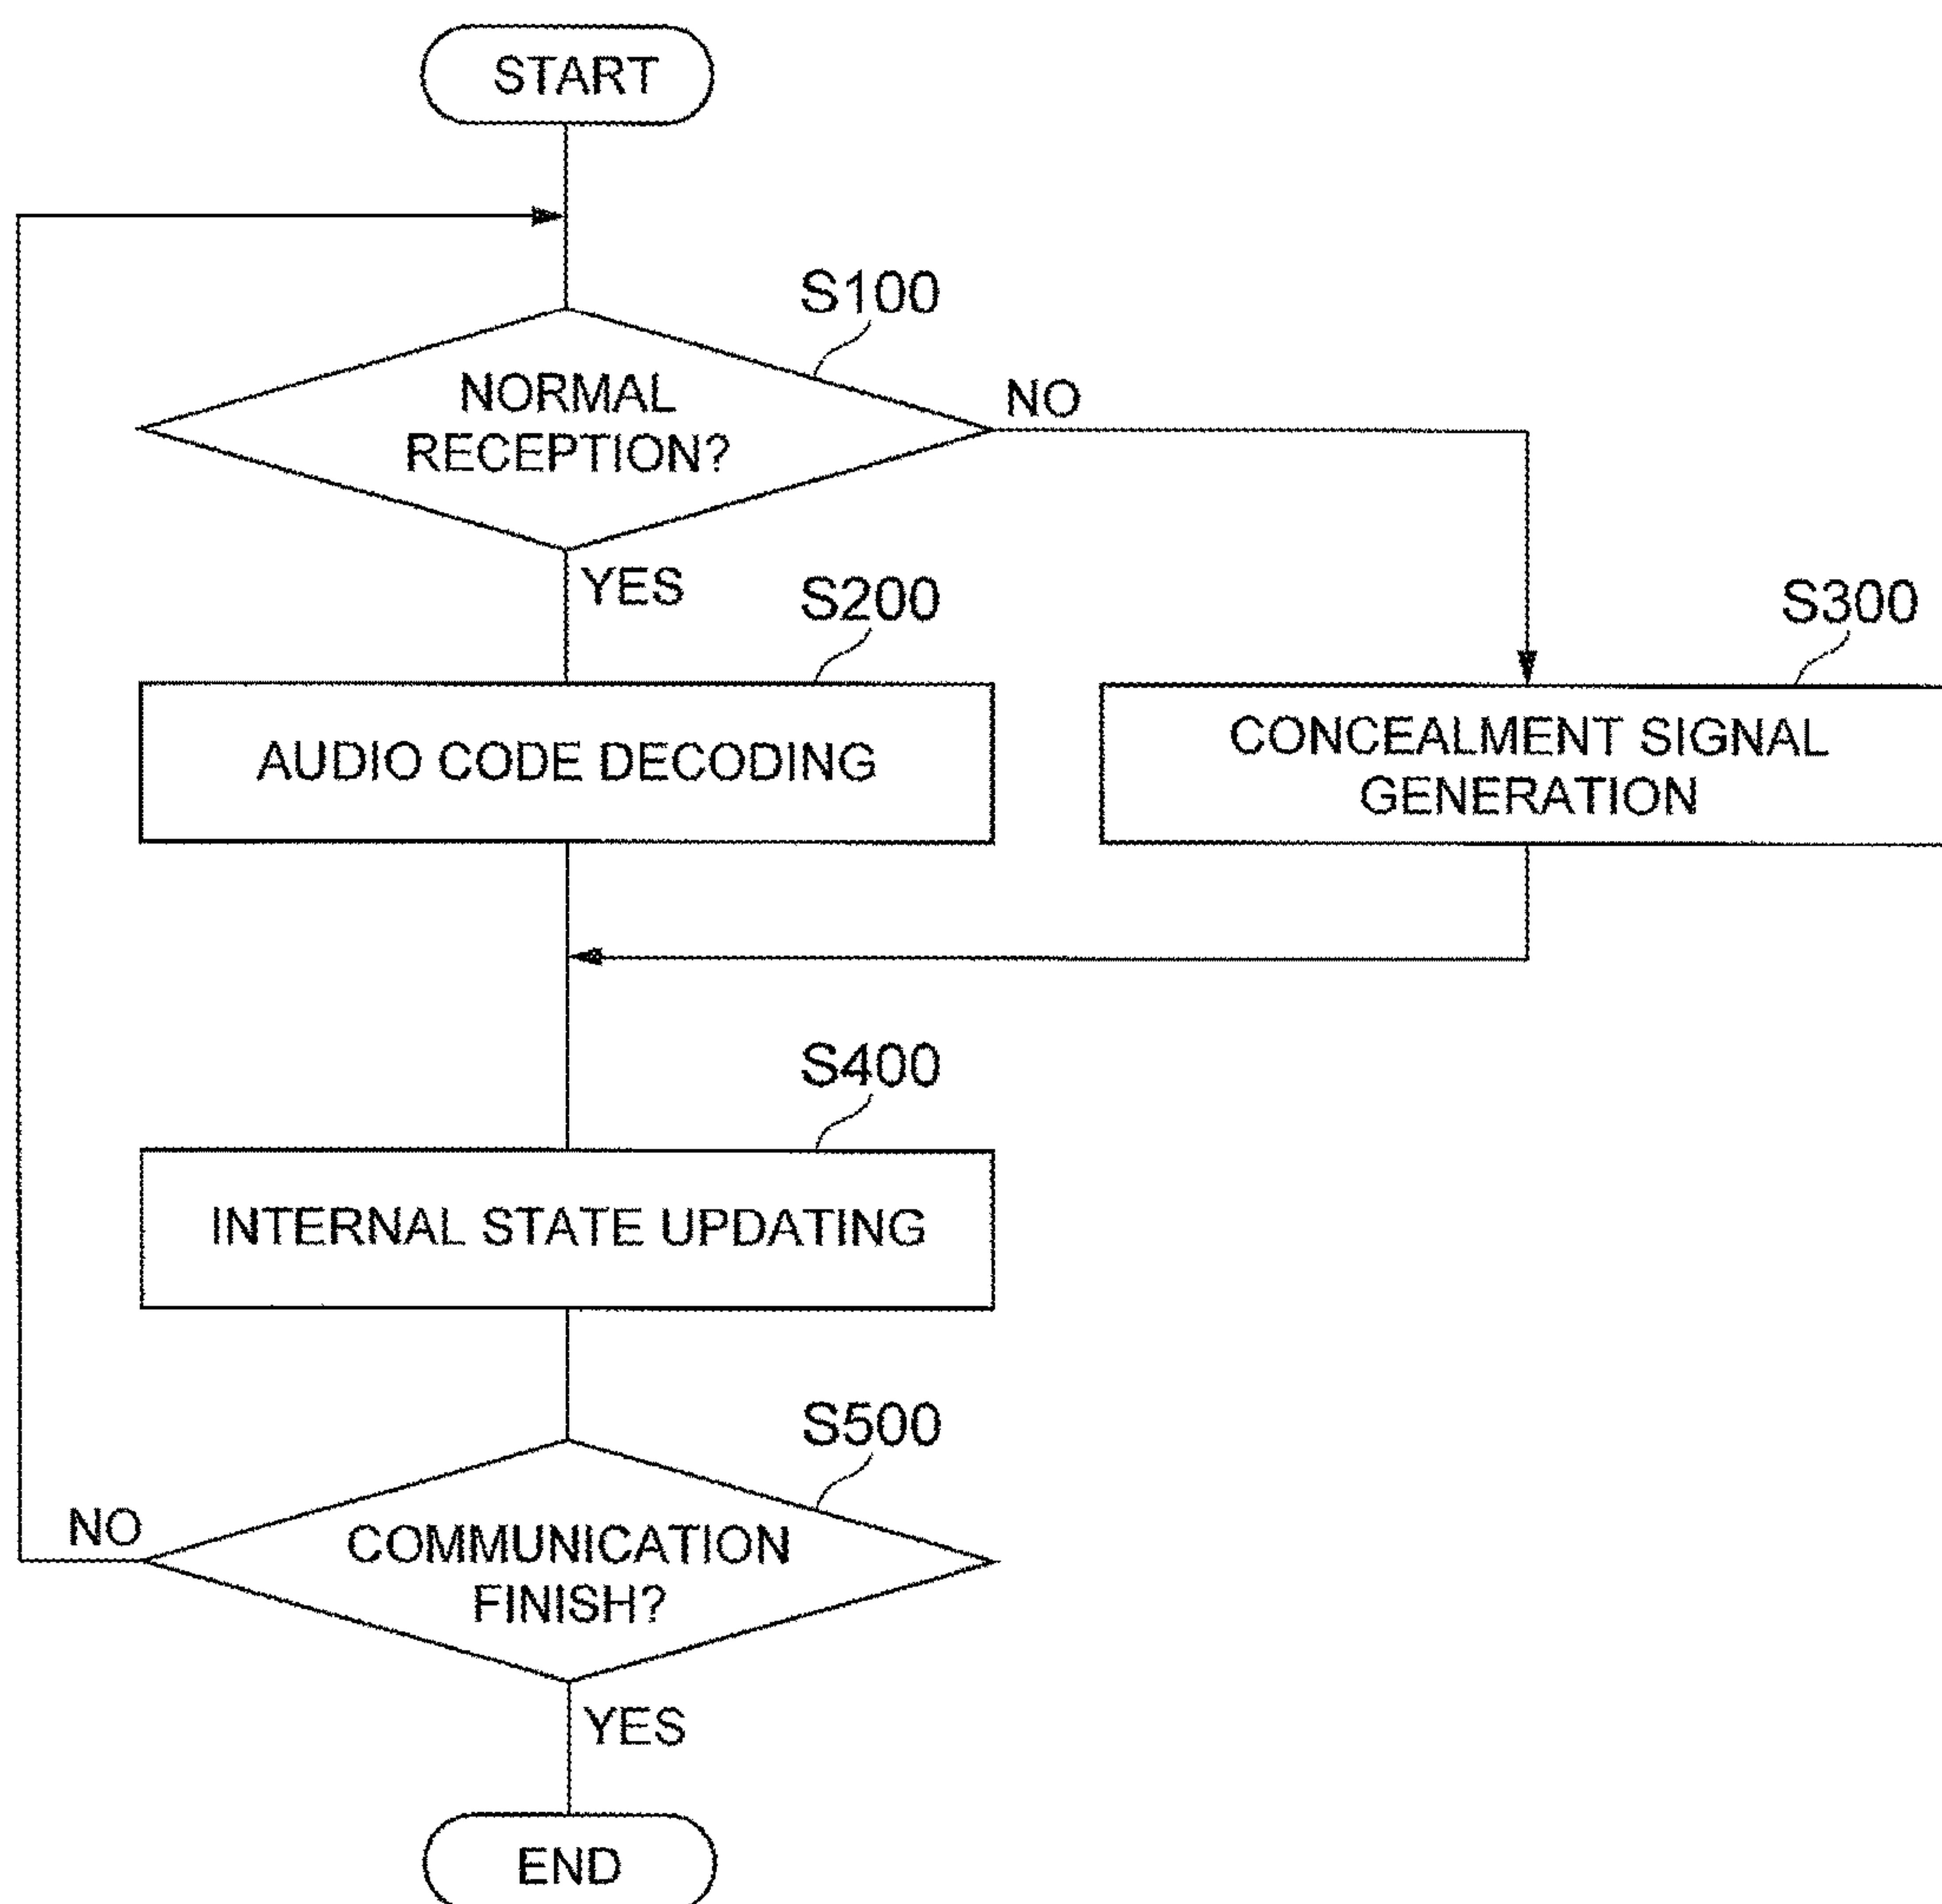 START
S100
NORMAL
RECEPTION?
NO
YES
S200
AUDIO CODE DECODING
S300
CONCEALMENT SIGNAL
GENERATION
S400
INTERNAL STATE UPDATING
S500
COMMUNICATION
FINISH?
NO
YES
END